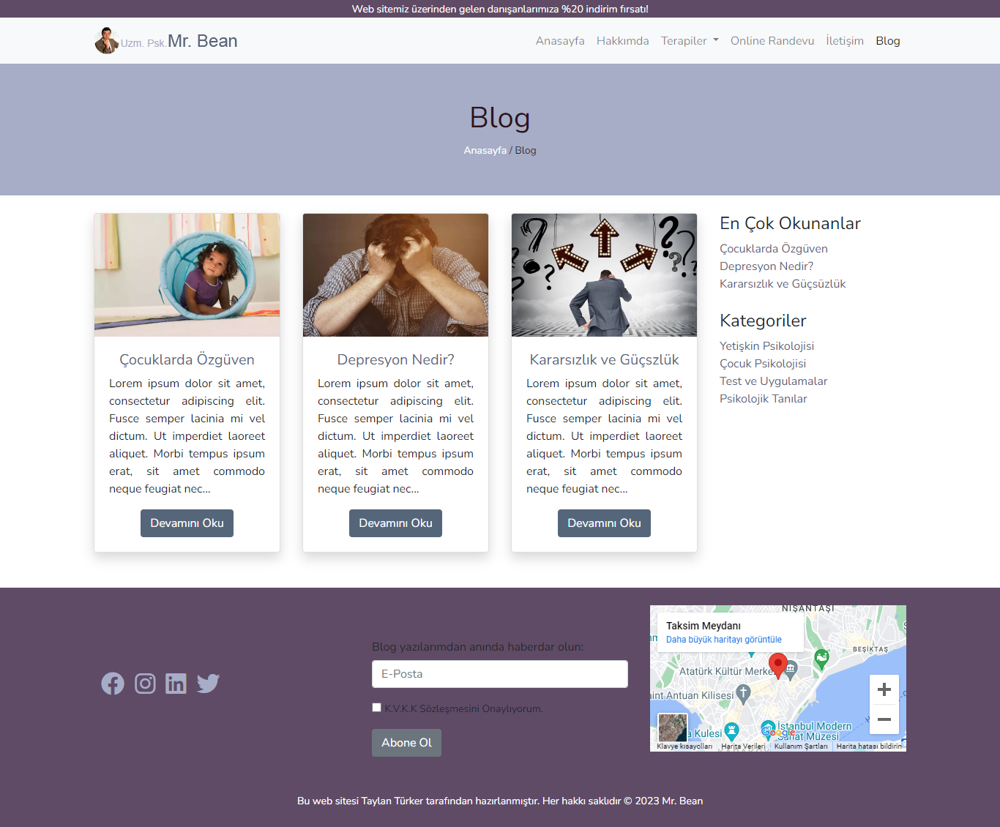 Web sitemiz üzerinden gelen danışanlarımıza %20 indirim fırsatı!
Uzm. Psk.Mr. Bean
Anasayfa Hakkımda Terapiler Online Randevu İletişim Blog
Blog
Anasayfa / Blog
Çocuklarda Özgüven
Lorem ipsum dolor sit amet,
consectetur adipiscing elit.
Fusce semper lacinia mi vel
dictum. Ut imperdiet laoreet
aliquet. Morbi tempus ipsum
erat, sit amet commodo
neque feugiat nec...
Devamını Oku
Depresyon Nedir?
Lorem ipsum dolor sit amet,
consectetur adipiscing elit.
Fusce semper lacinia mi vel
dictum. Ut imperdiet laoreet
aliquet. Morbi tempus ipsum
erat, sit amet commodo
neque feugiat nec...
Devamını Oku
Kararsızlık ve Güçszlük
Lorem ipsum dolor sit amet,
consectetur adipiscing elit.
Fusce semper lacinia mi vel
dictum. Ut imperdiet laoreet
aliquet. Morbi tempus ipsum
erat, sit amet commodo
neque feugiat nec...
Devamını Oku
En Çok Okunanlar
Çocuklarda Özgüven
Depresyon Nedir?
Kararsızlık ve Güçsüzlük
Kategoriler
Yetişkin Psikolojisi
Çocuk Psikolojisi
Test ve Uygulamalar
Psikolojik Tanılar
Blog yazılarımdan anında haberdar olun:
E-Posta
K.V.K.K Sözleşmesini Onaylıyorum.
Abone Ol
NİŞANTAŞI
Taksim Meydanı
Daha büyük haritayı görüntüle
BEŞİKTAŞ
Atatürk Kültür Merke
aint Antuan Kilisesi
a Kulesi
İstanbul Modern
Sanat Müzesi
Google
KARAKÖY
Klavye kısayolları Harita Verileri Kullanım Şartları Harita hatası bildirin
Bu web sitesi Taylan Türker tarafından hazırlanmıştır. Her hakkı saklıdır © 2023 Mr. Bean